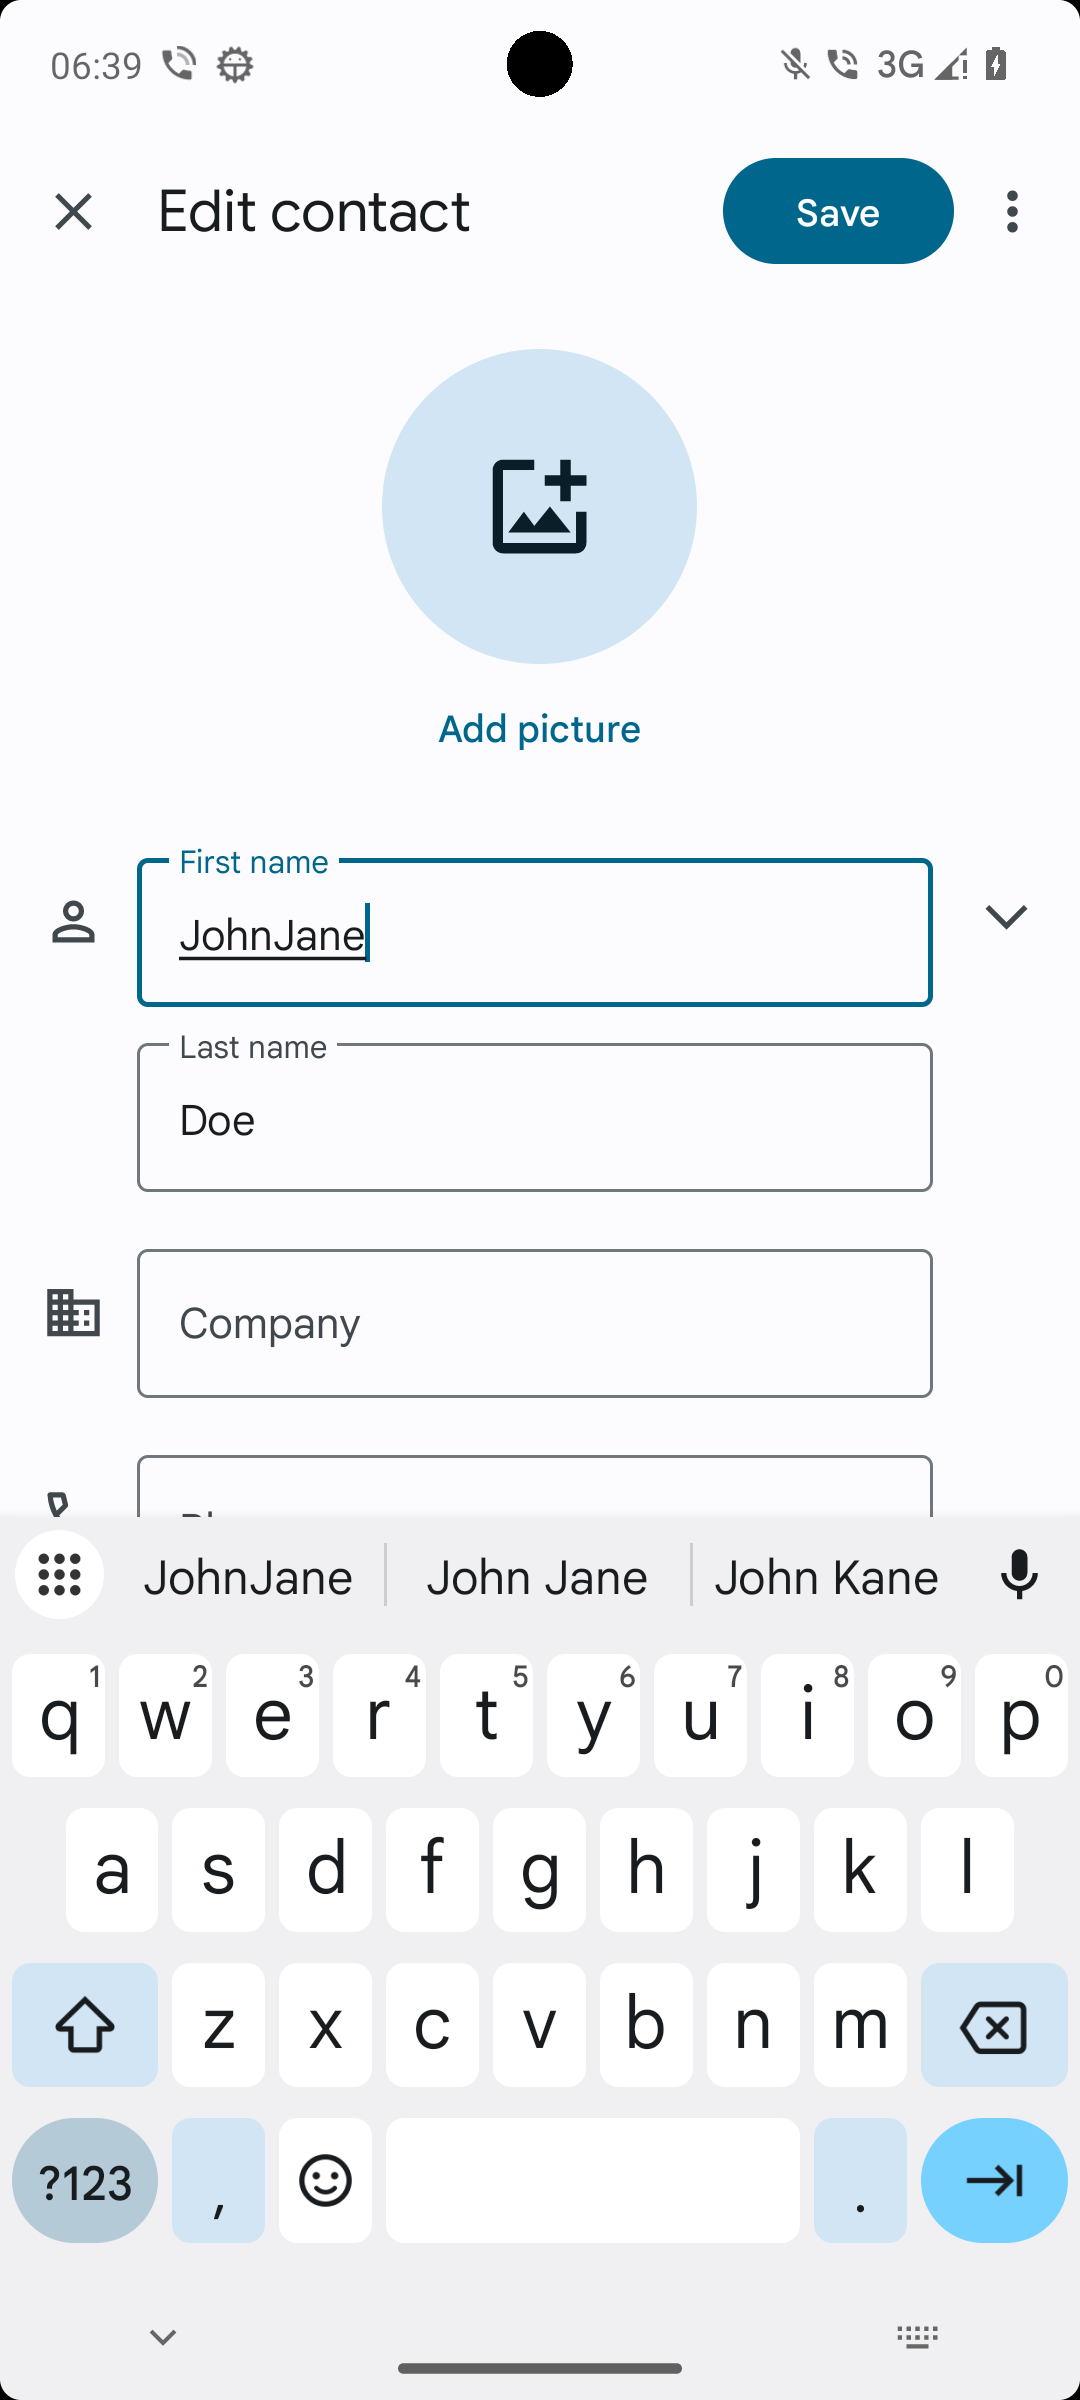 06:39 3G
Edit contact Save
Add picture
First name
JohnJane
Last name
Doe
Company
JohnJane John Jane John Kane
q1 w2 e3 r4 t5 y6 u7 i8 o9 p0
a s d f g h j k l
z x c v b n m
?123 , .